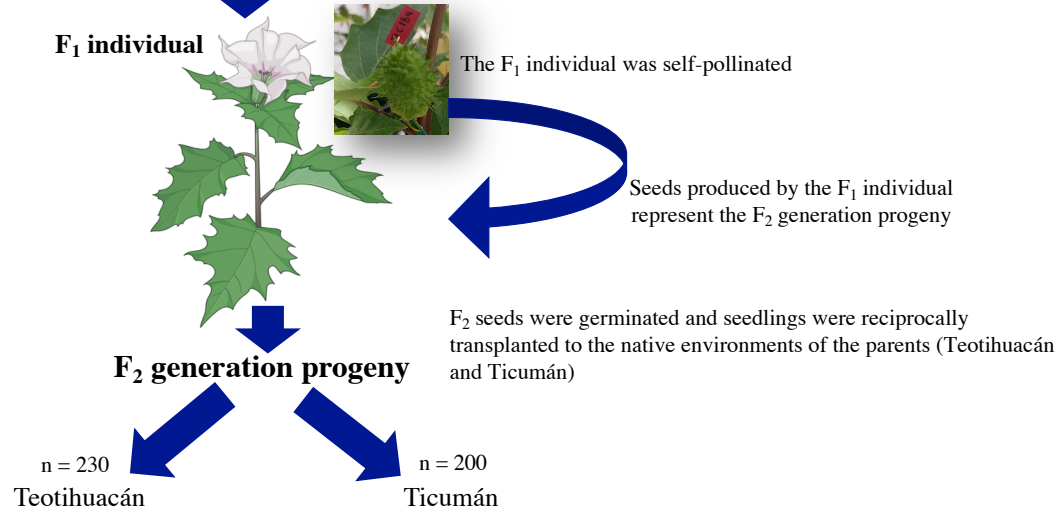 F₁ individual
The F₁ individual was self-pollinated
Seeds produced by the F₁ individual
represent the F₂ generation progeny
F₂ seeds were germinated and seedlings were reciprocally
transplanted to the native environments of the parents (Teotihuacán
and Ticumán)
F₂ generation progeny
n = 230
Teotihuacán
n = 200
Ticumán